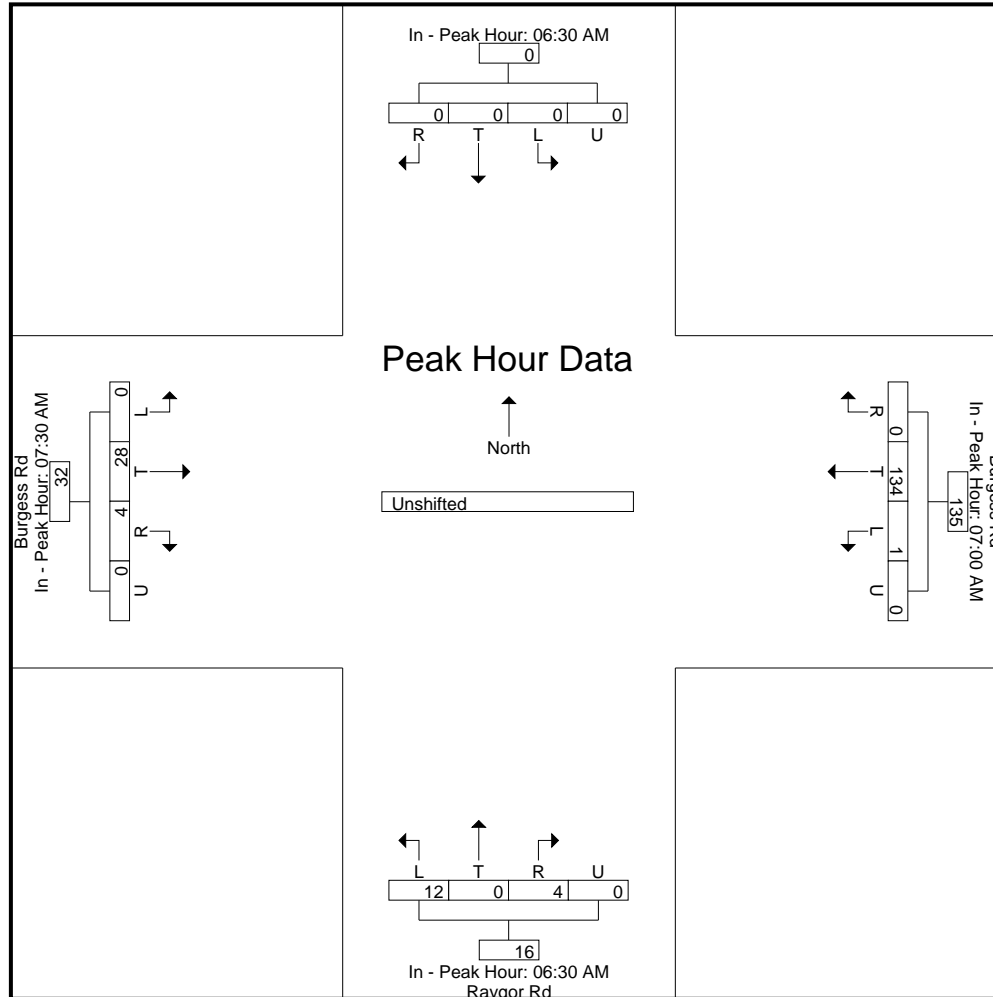 In - Peak Hour: 06:30 AM
0
0 0 0 0
R T L U
Peak Hour Data
North
Unshifted
Burgess Rd
In - Peak Hour: 07:30 AM
32
0 28 4 0
L T R U
In - Peak Hour: 07:00 AM
135
0 134 1 0
R T L U
L T R U
12 0 4 0
16
In - Peak Hour: 06:30 AM
Raygor Rd